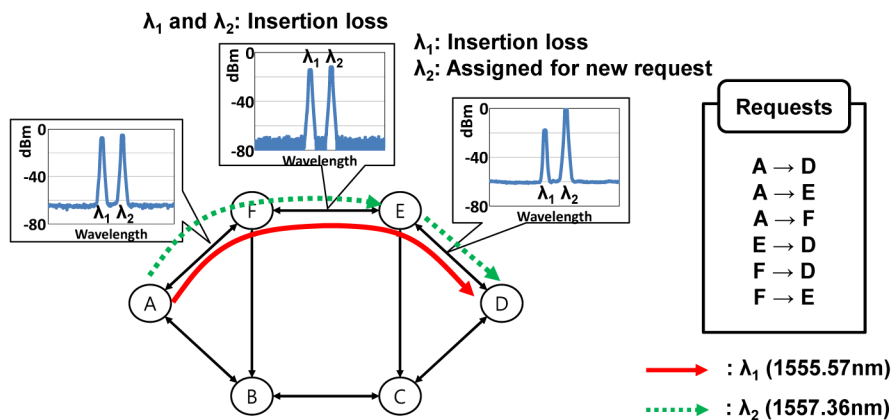 λ₁ and λ₂: Insertion loss
λ₁: Insertion loss
λ₂: Assigned for new request
0
-40
-80
dBm
λ₁ λ₂
Wavelength
0
-40
-80
dBm
λ₁ λ₂
Wavelength
0
-40
-80
dBm
λ₁ λ₂
Wavelength
F
E
A
D
B
C
Requests
A → D
A → E
A → F
E → D
F → D
F → E
: λ₁ (1555.57nm)
: λ₂ (1557.36nm)